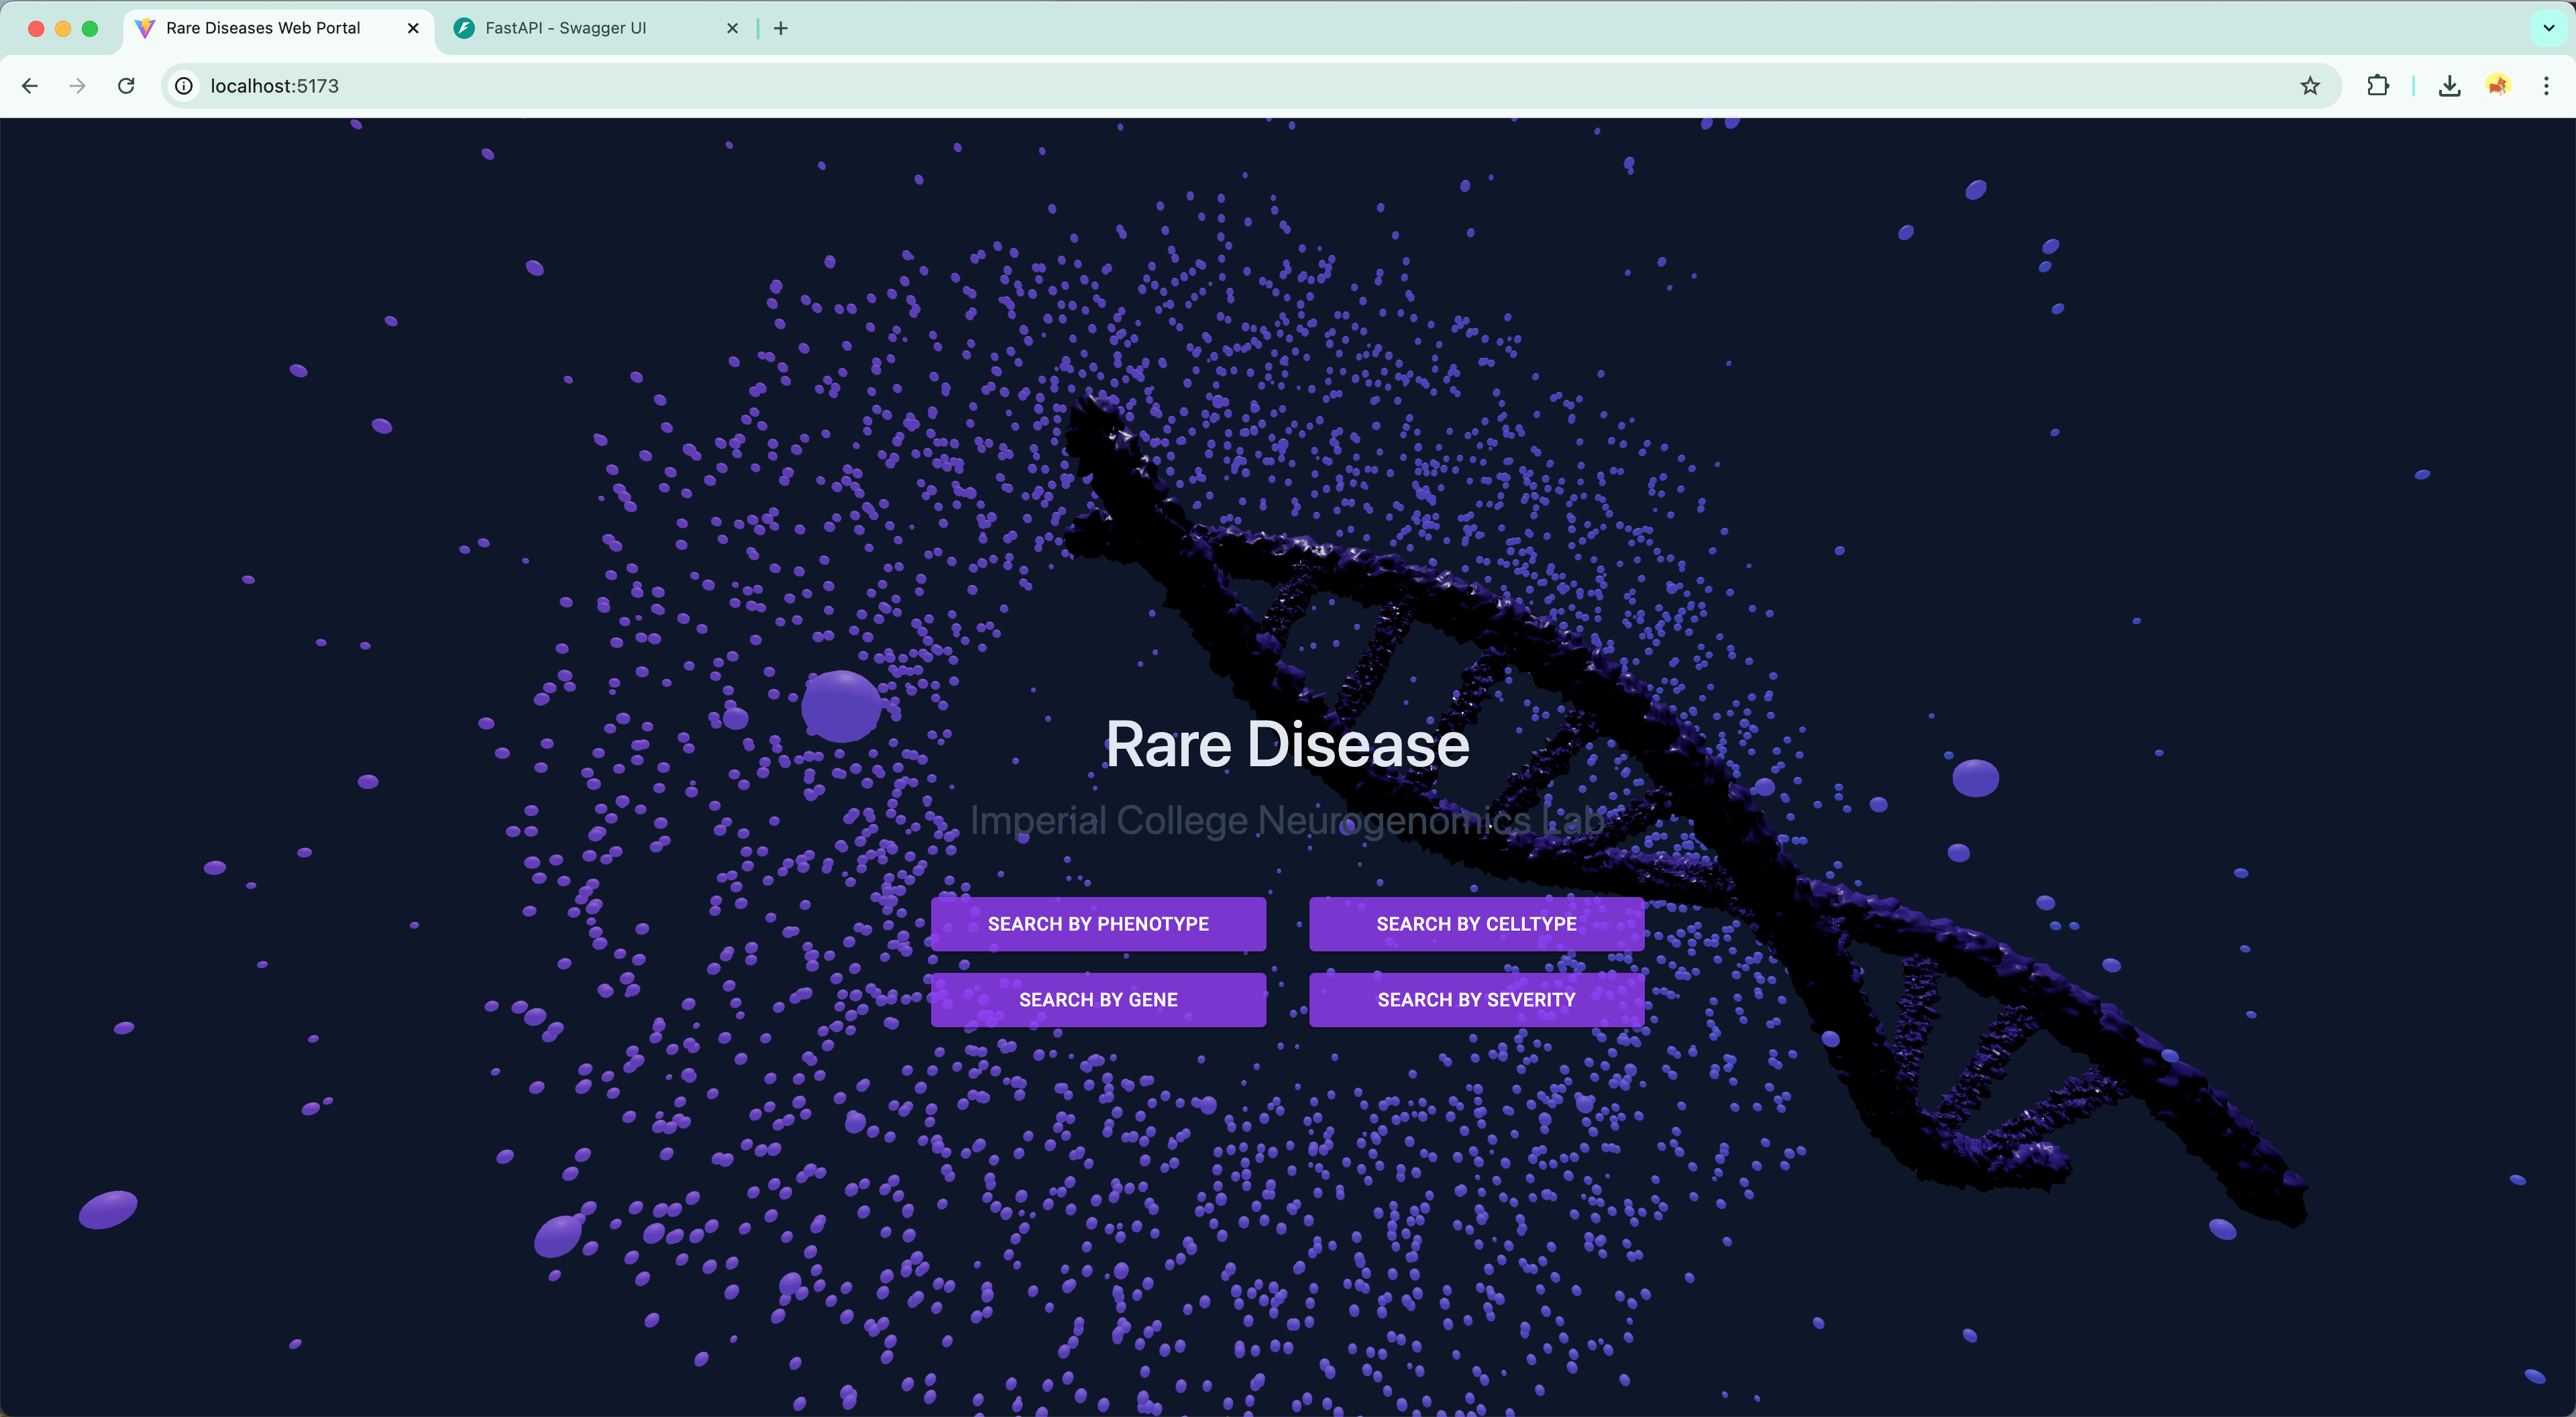 Rare Diseases Web Portal
FastAPI - Swagger UI
localhost:5173
Rare Disease
Imperial College Neurogenomics Lab
SEARCH BY PHENOTYPE
SEARCH BY CELLTYPE
SEARCH BY GENE
SEARCH BY SEVERITY